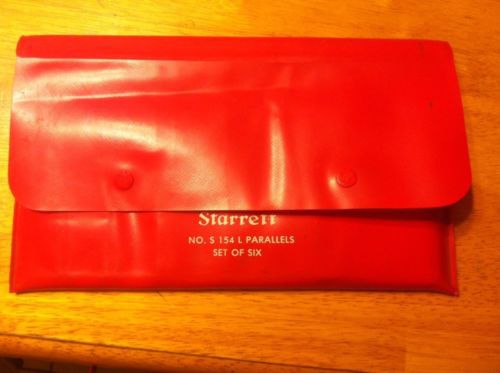 Starrett
NO. S 154 L PARALLELS
SET OF SIX